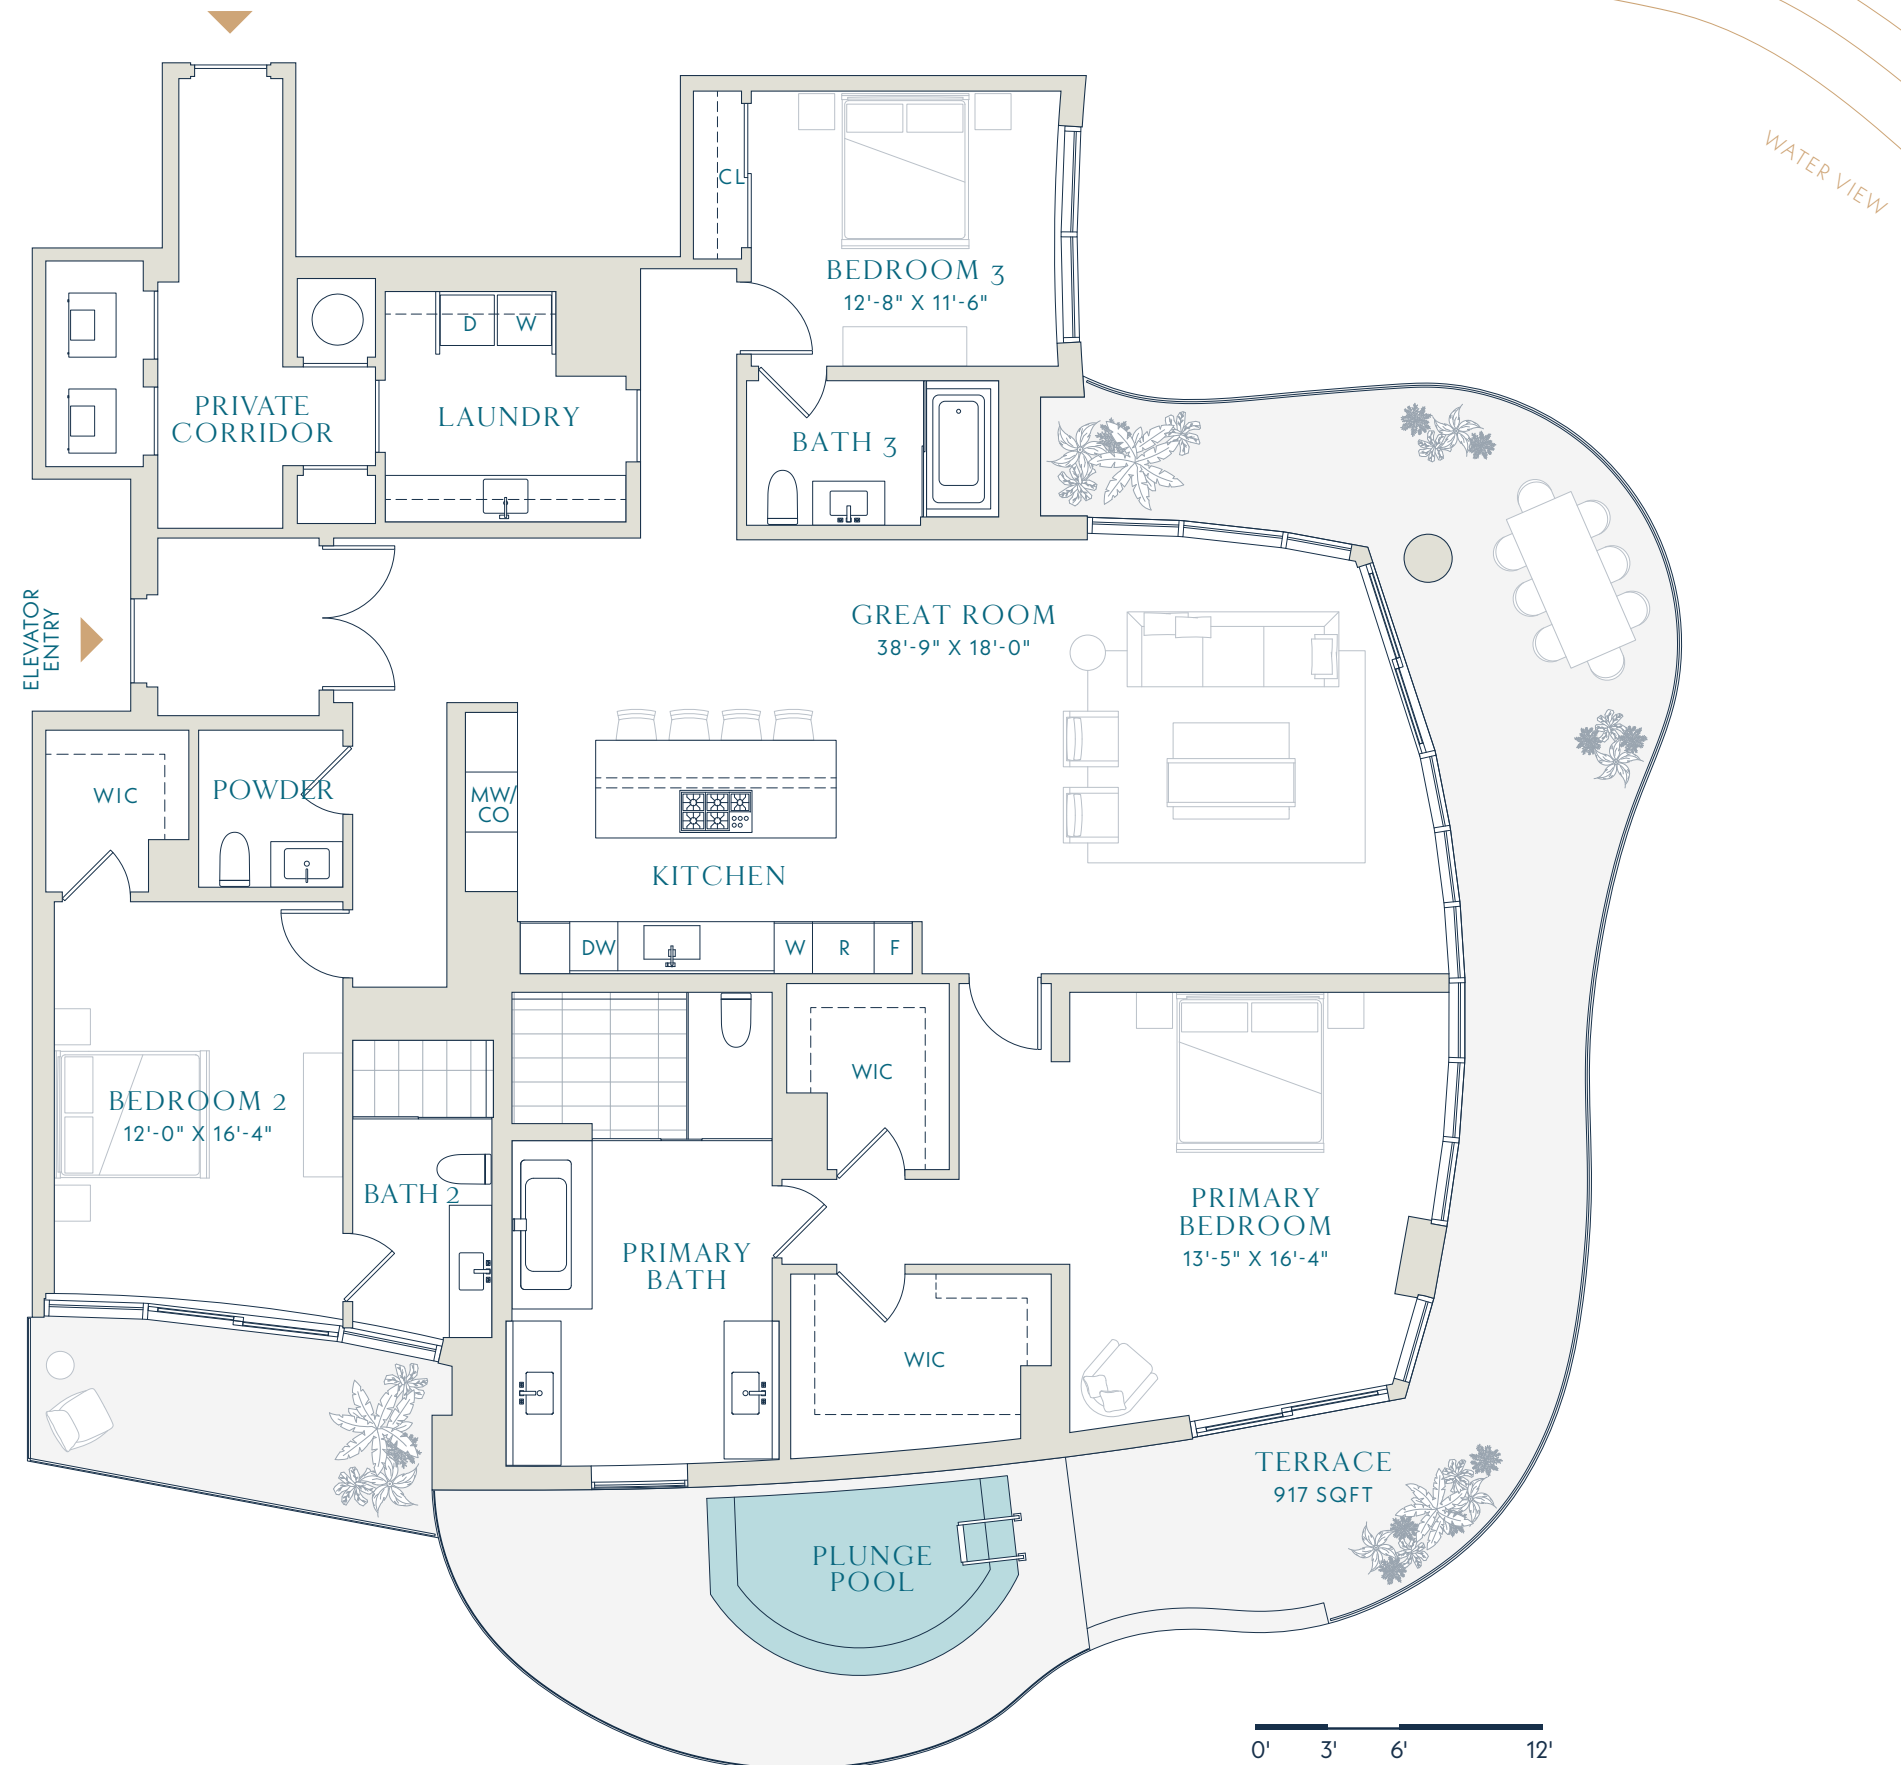 WATER VIEW
CL
BEDROOM 3
12'-8" X 11'-6"
D
W
PRIVATE
CORRIDOR
LAUNDRY
BATH 3
ELEVATOR
ENTRY
GREAT ROOM
38'-9" X 18'-0"
WIC
POWDER
MW/
CO
KITCHEN
DW
W
R
F
WIC
BEDROOM 2
12'-0" X 16'-4"
BATH 2
PRIMARY
BATH
PRIMARY
BEDROOM
13'-5" X 16'-4"
WIC
TERRACE
917 SQFT
PLUNGE
POOL
0' 3' 6' 12'